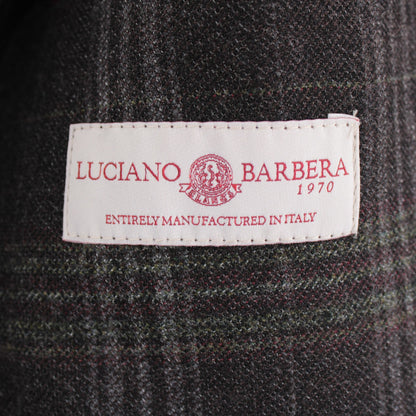 LUCIANO BARBERA
1970
ENTIRELY MANUFACTURED IN ITALY